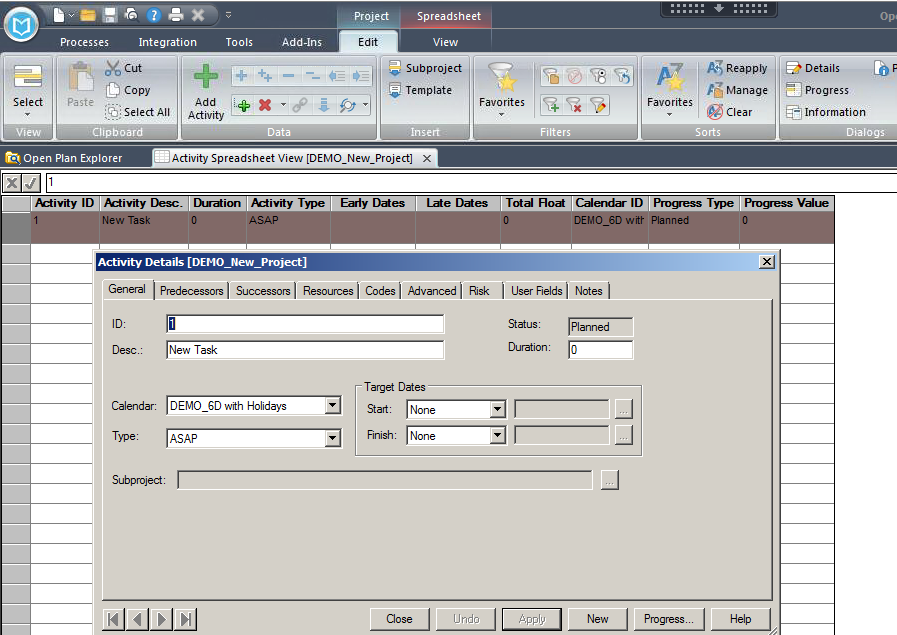 Project Spreadsheet Ope
Processes Integration Tools Add-Ins Edit View
Select
View
Paste
Cut
Copy
Select All
Clipboard
Add Activity
Data
Subproject
Template
Insert
Favorites
Filters
Favorites
Reapply
Manage
Clear
Sorts
Details
Progress
Information
Dialogs
Open Plan Explorer Activity Spreadsheet View [DEMO_New_Project]
1
Activity ID Activity Desc. Duration Activity Type Early Dates Late Dates Total Float Calendar ID Progress Type Progress Value
1 New Task 0 ASAP 0 DEMO_6D with Planned 0
Activity Details [DEMO_New_Project]
General Predecessors Successors Resources Codes Advanced Risk User Fields Notes
ID: 1 Status: Planned
Desc.: New Task Duration: 0
Target Dates
Calendar: DEMO_6D with Holidays Start: None ...
Type: ASAP Finish: None ...
Subproject: ...
Close Undo Apply New Progress... Help